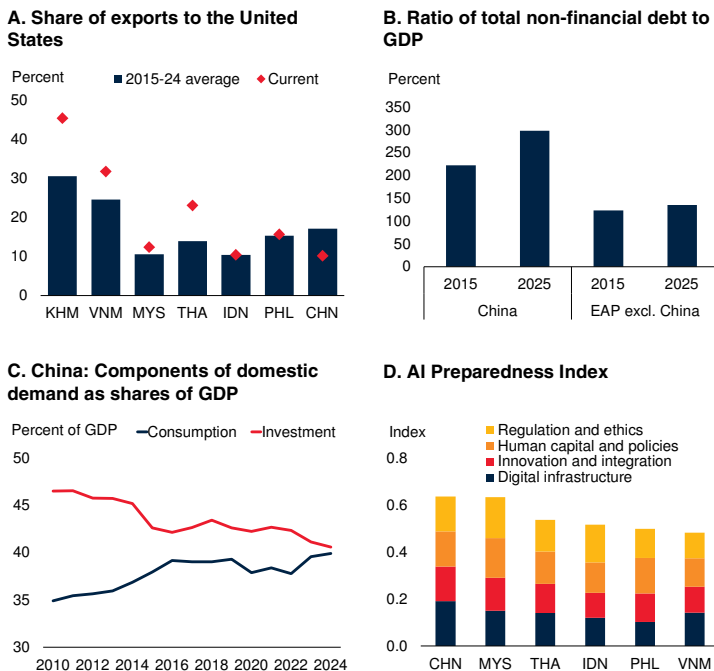 A. Share of exports to the United
States
Percent
2015-24 average
Current
50
40
30
20
10
0
KHM VNM MYS THA IDN PHL CHN
B. Ratio of total non-financial debt to
GDP
Percent
350
300
250
200
150
100
50
0
2015 2025 2015 2025
China EAP excl. China
C. China: Components of domestic
demand as shares of GDP
Percent of GDP
Consumption
Investment
50
45
40
35
30
2010 2012 2014 2016 2018 2020 2022 2024
D. AI Preparedness Index
Index
Regulation and ethics
Human capital and policies
Innovation and integration
Digital infrastructure
0.8
0.6
0.4
0.2
0.0
CHN MYS THA IDN PHL VNM